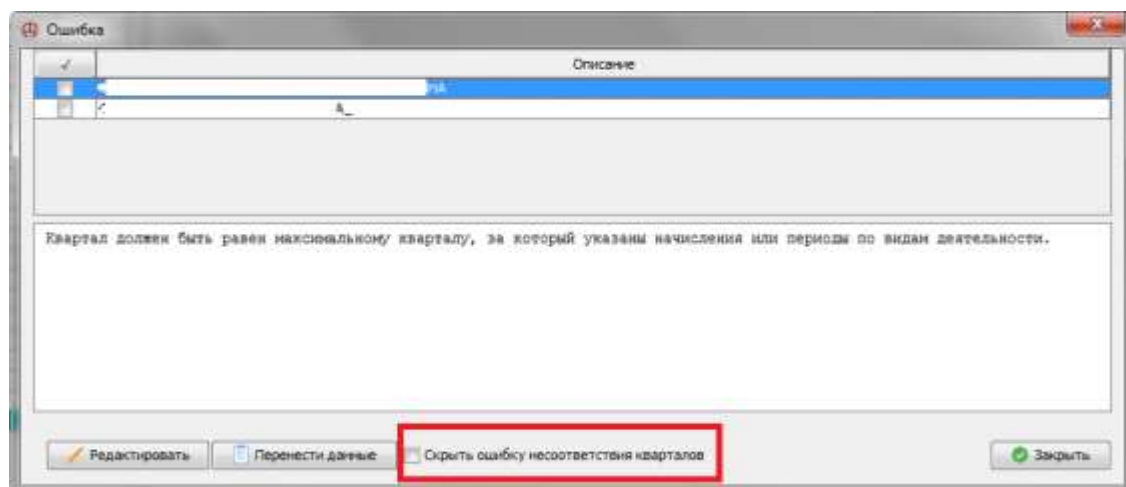 Ошибка
Описание
Квартал должен быть равен максимальному кварталу, за который указаны начисления или периоды по видам деятельности.
Редактировать
Перенести данные
Скрыть ошибку несоответствия кварталов
Закрыть